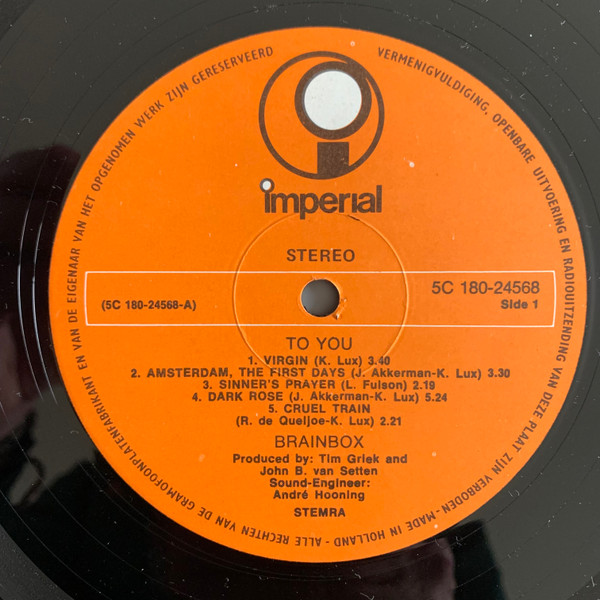 imperial
STEREO
(5C 180-24568-A)
5C 180-24568
Side 1
TO YOU
1. VIRGIN (K. Lux) 3.40
2. AMSTERDAM, THE FIRST DAYS (J. Akkerman-K. Lux) 3.30
3. SINNER'S PRAYER (L. Fulson) 2.19
4. DARK ROSE (J. Akkerman-K. Lux) 5.24
5. CRUEL TRAIN
(R. de Queljoe-K. Lux) 2.21
BRAINBOX
Produced by: Tim Griek and
John B. van Setten
Sound-Engineer:
André Hooning
STEMRA
MADE IN HOLLAND - ALLE RECHTEN VAN DE GRAMOFOONPLATENFABRIKANT EN VAN DE EIGENAAR VAN HET OPGENOMEN WERK ZIJN GERESERVEERD
VERMENIGVULDIGING, OPENBARE UITVOERING EN RADIOUITZENDING VAN DEZE PLAAT ZIJN VERBODEN -